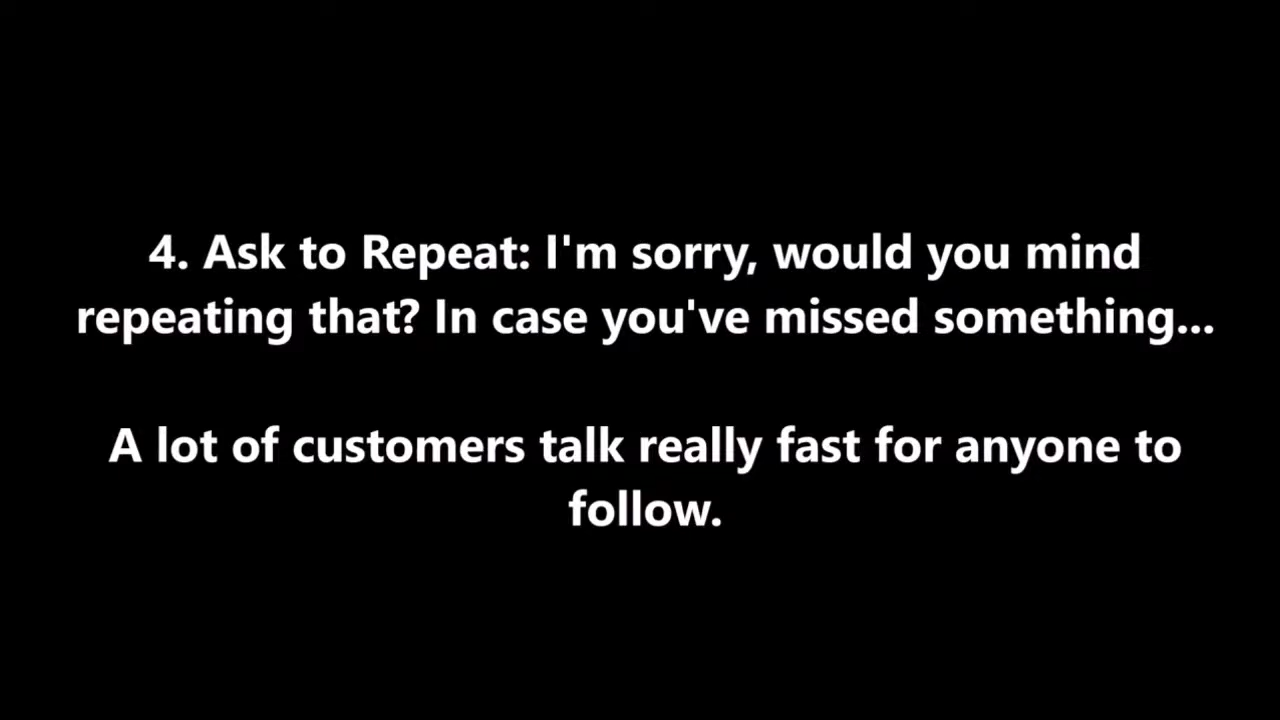 4. Ask to Repeat: I'm sorry, would you mind
repeating that? In case you've missed something...
A lot of customers talk really fast for anyone to
follow.